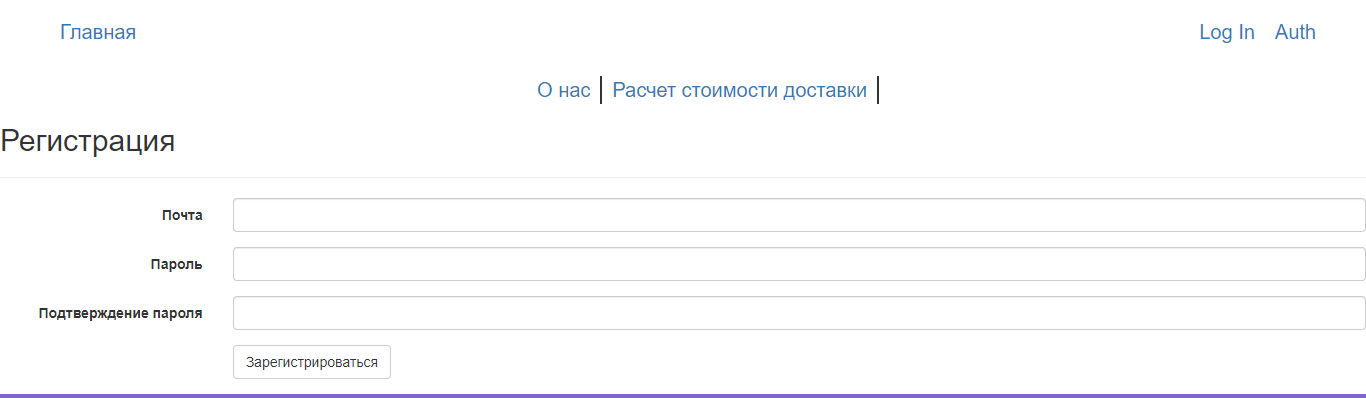 Главная Log In Auth
О нас Расчет стоимости доставки
Регистрация
Почта
Пароль
Подтверждение пароля
Зарегистрироваться